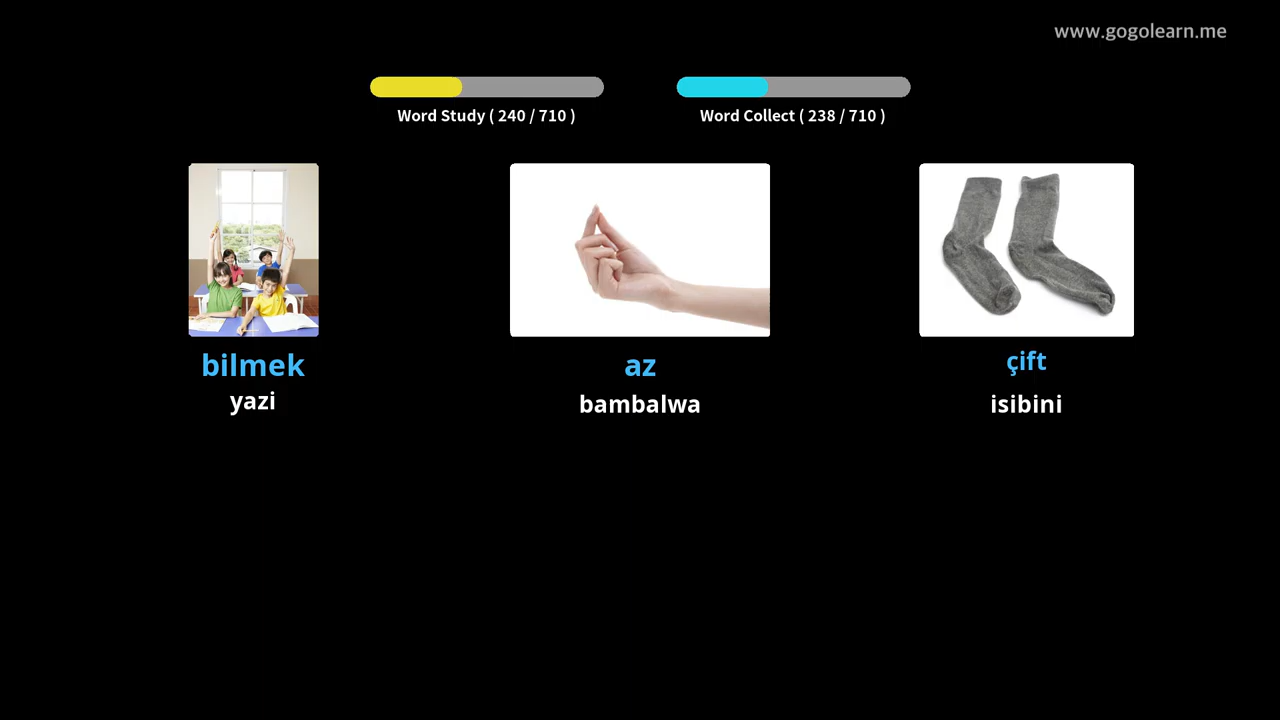 www.gogolearn.me
Word Study ( 240 / 710 )
Word Collect ( 238 / 710 )
bilmek
yazi
az
bambalwa
çift
isibini